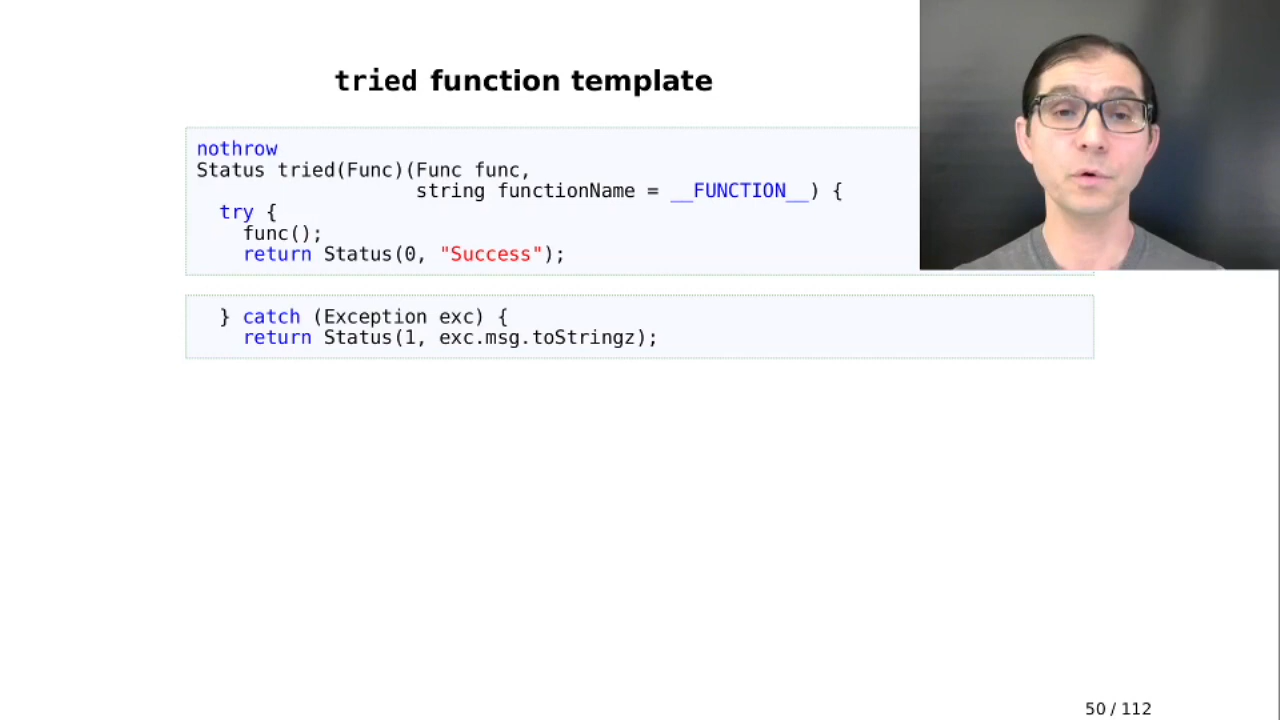 tried function template
nothrow
Status tried(Func)(Func func,
                   string functionName = __FUNCTION__) {
  try {
    func();
    return Status(0, "Success");
  } catch (Exception exc) {
    return Status(1, exc.msg.toStringz);
50 / 112